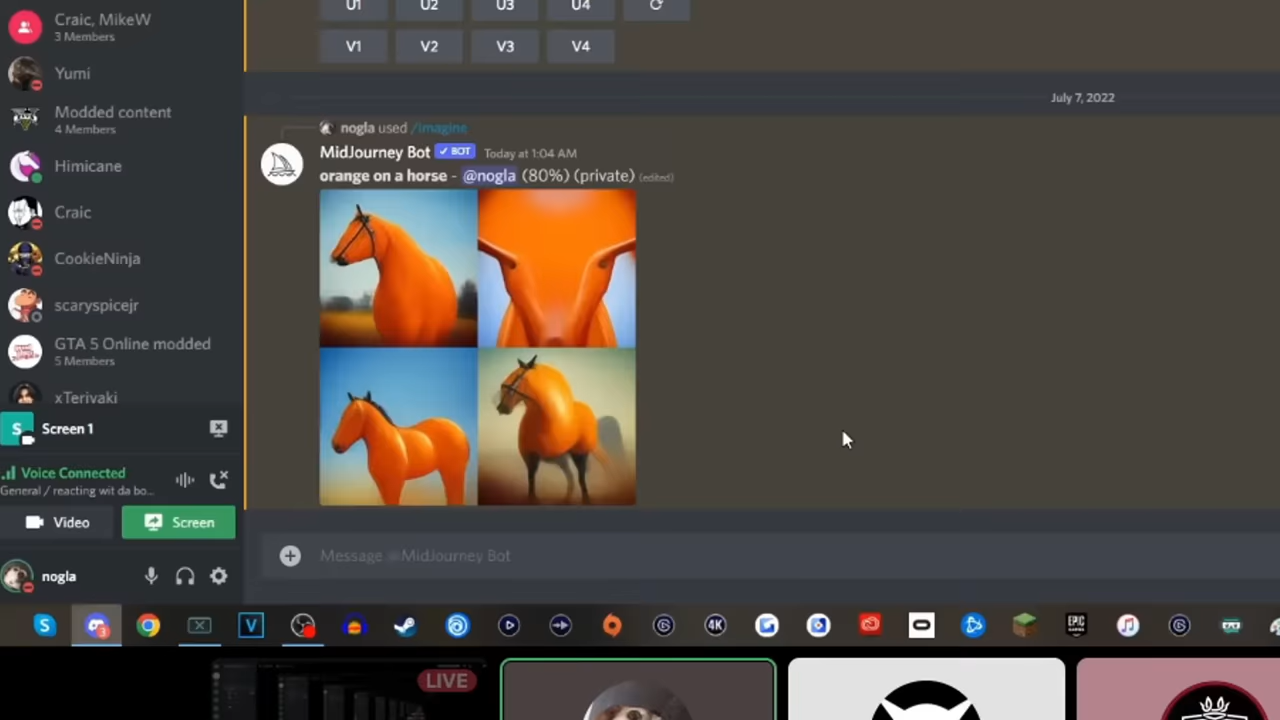 Craic, MikeW
3 Members
Yumi
Modded content
4 Members
Himicane
Craic
CookieNinja
scaryspicejr
GTA 5 Online modded
5 Members
xTeriyaki
S
Screen 1
Voice Connected
General / reacting wit da bo...
Video
Screen
nogla
U1
U2
U3
U4
V1
V2
V3
V4
July 7, 2022
nogla used /imagine
MidJourney Bot ✓ BOT Today at 1:04 AM
orange on a horse - @nogla (80%) (private) (edited)
Message @MidJourney Bot
S
3
V
4K
EPIC
LIVE